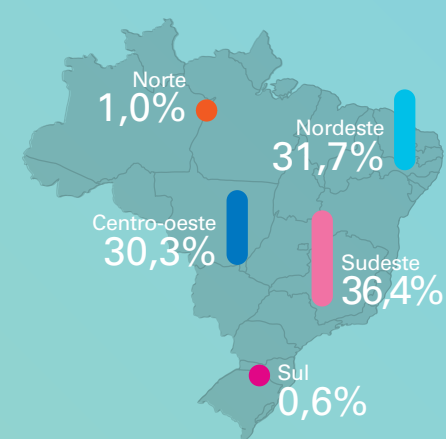 Norte
1,0%
Nordeste
31,7%
Centro-oeste
30,3%
Sudeste
36,4%
Sul
0,6%